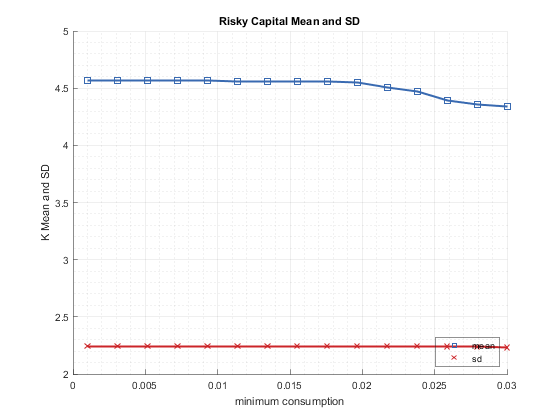 Risky Capital Mean and SD
K Mean and SD
5
4.5
4
3.5
3
2.5
2
mean
sd
0
0.005
0.01
0.015
0.02
0.025
0.03
minimum consumption